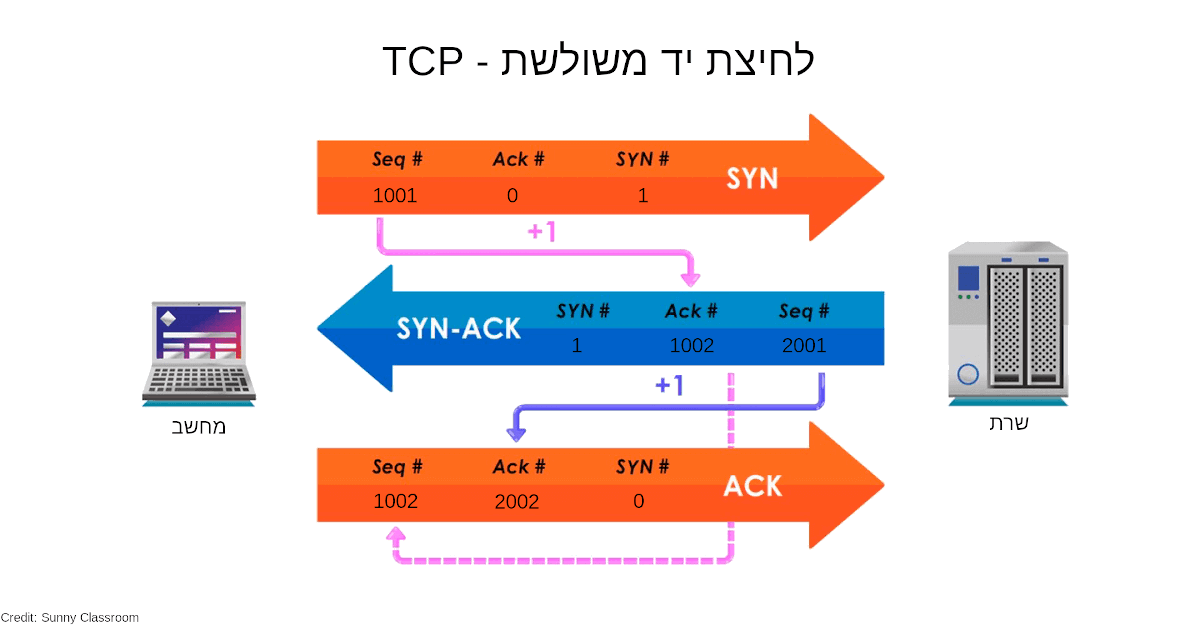 לחיצת יד משולשת - TCP
Seq # Ack # SYN #
1001 0 1
SYN
+1
SYN-ACK
SYN # Ack # Seq #
1 1002 2001
+1
מחשב
שרת
Seq # Ack # SYN #
1002 2002 0
ACK
Credit: Sunny Classroom